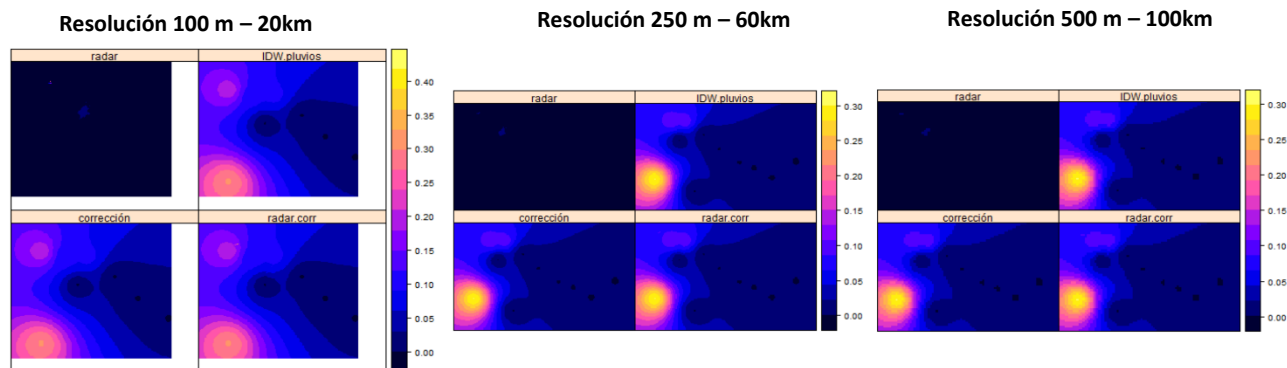 Resolución 100 m – 20km
radar
IDW.pluvios
corrección
radar.corr
0.40
0.35
0.30
0.25
0.20
0.15
0.10
0.05
0.00
Resolución 250 m – 60km
radar
IDW.pluvios
corrección
radar.corr
0.30
0.25
0.20
0.15
0.10
0.05
0.00
Resolución 500 m – 100km
radar
IDW.pluvios
corrección
radar.corr
0.30
0.25
0.20
0.15
0.10
0.05
0.00